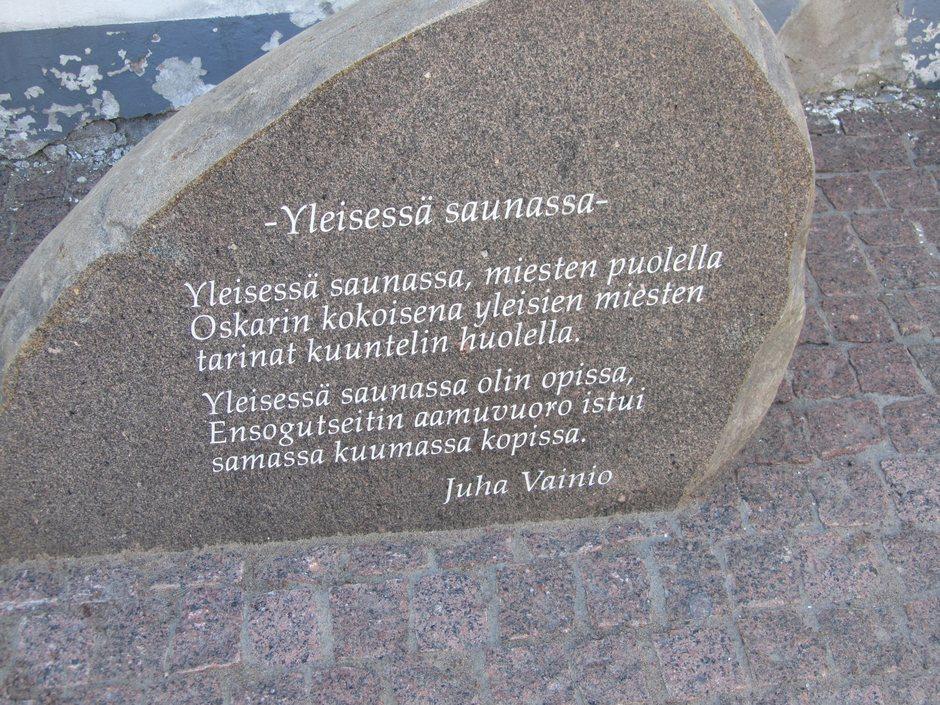 -Yleisessä saunassa-
Yleisessä saunassa, miesten puolella
Oskarin kokoisena yleisien miesten
tarinat kuuntelin huolella.
Yleisessä saunassa olin opissa,
Ensogutseitin aamuvuoro istui
samassa kuumassa kopissa.
Juha Vainio